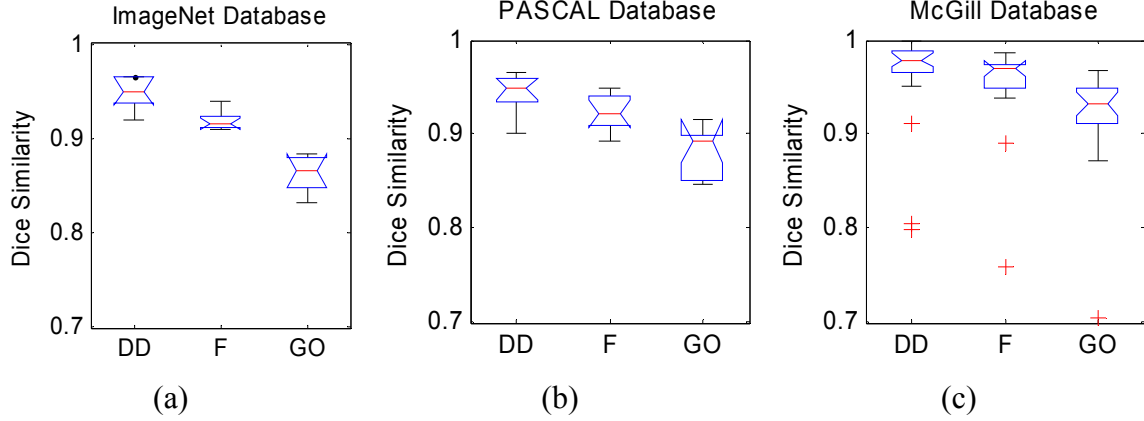 ImageNet Database
PASCAL Database
McGill Database
Dice Similarity
1
0.9
0.8
0.7
DD F GO
Dice Similarity
1
0.9
0.8
0.7
DD F GO
Dice Similarity
1
0.9
0.8
0.7
DD F GO
(a)
(b)
(c)